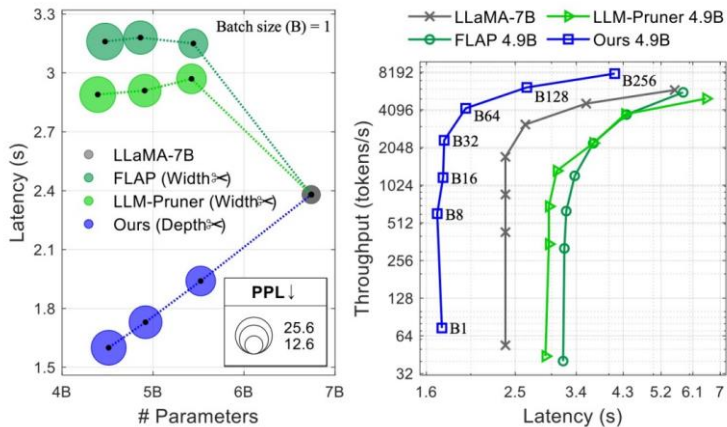 Batch size (B) = 1
3.3
3
2.7
2.4
2.1
1.8
1.5
Latency (s)
LLaMA-7B
FLAP (Width✂)
LLM-Pruner (Width✂)
Ours (Depth✂)
PPL↓
25.6
12.6
4B
5B
6B
7B
# Parameters
LLaMA-7B
LLM-Pruner 4.9B
FLAP 4.9B
Ours 4.9B
8192
4096
2048
1024
512
256
128
64
32
Throughput (tokens/s)
B256
B128
B64
B32
B16
B8
B1
1.6
2.5
3.4
4.3
5.2
6.1
7
Latency (s)